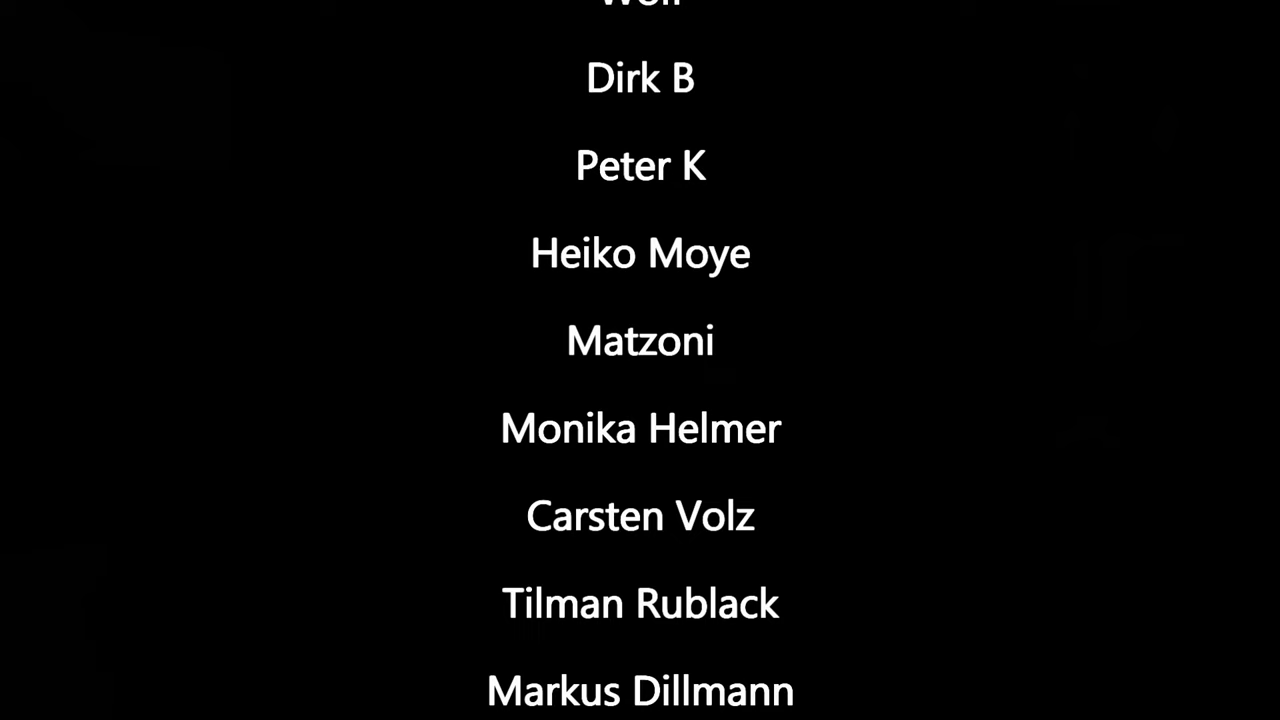 Dirk B
Peter K
Heiko Moye
Matzoni
Monika Helmer
Carsten Volz
Tilman Rublack
Markus Dillmann